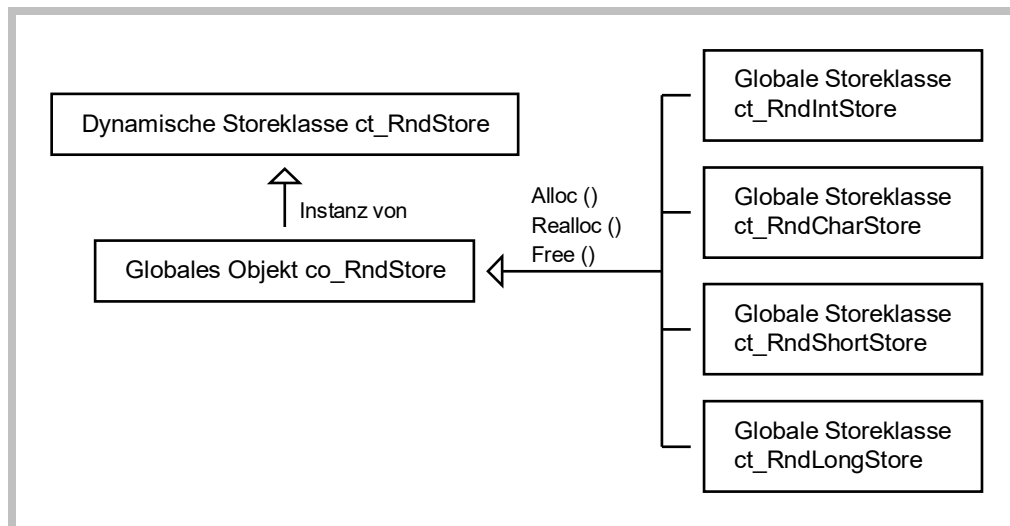 Dynamische Storeklasse ct_RndStore
Instanz von
Globales Objekt co_RndStore
Alloc ()
Realloc ()
Free ()
Globale Storeklasse
ct_RndIntStore
Globale Storeklasse
ct_RndCharStore
Globale Storeklasse
ct_RndShortStore
Globale Storeklasse
ct_RndLongStore